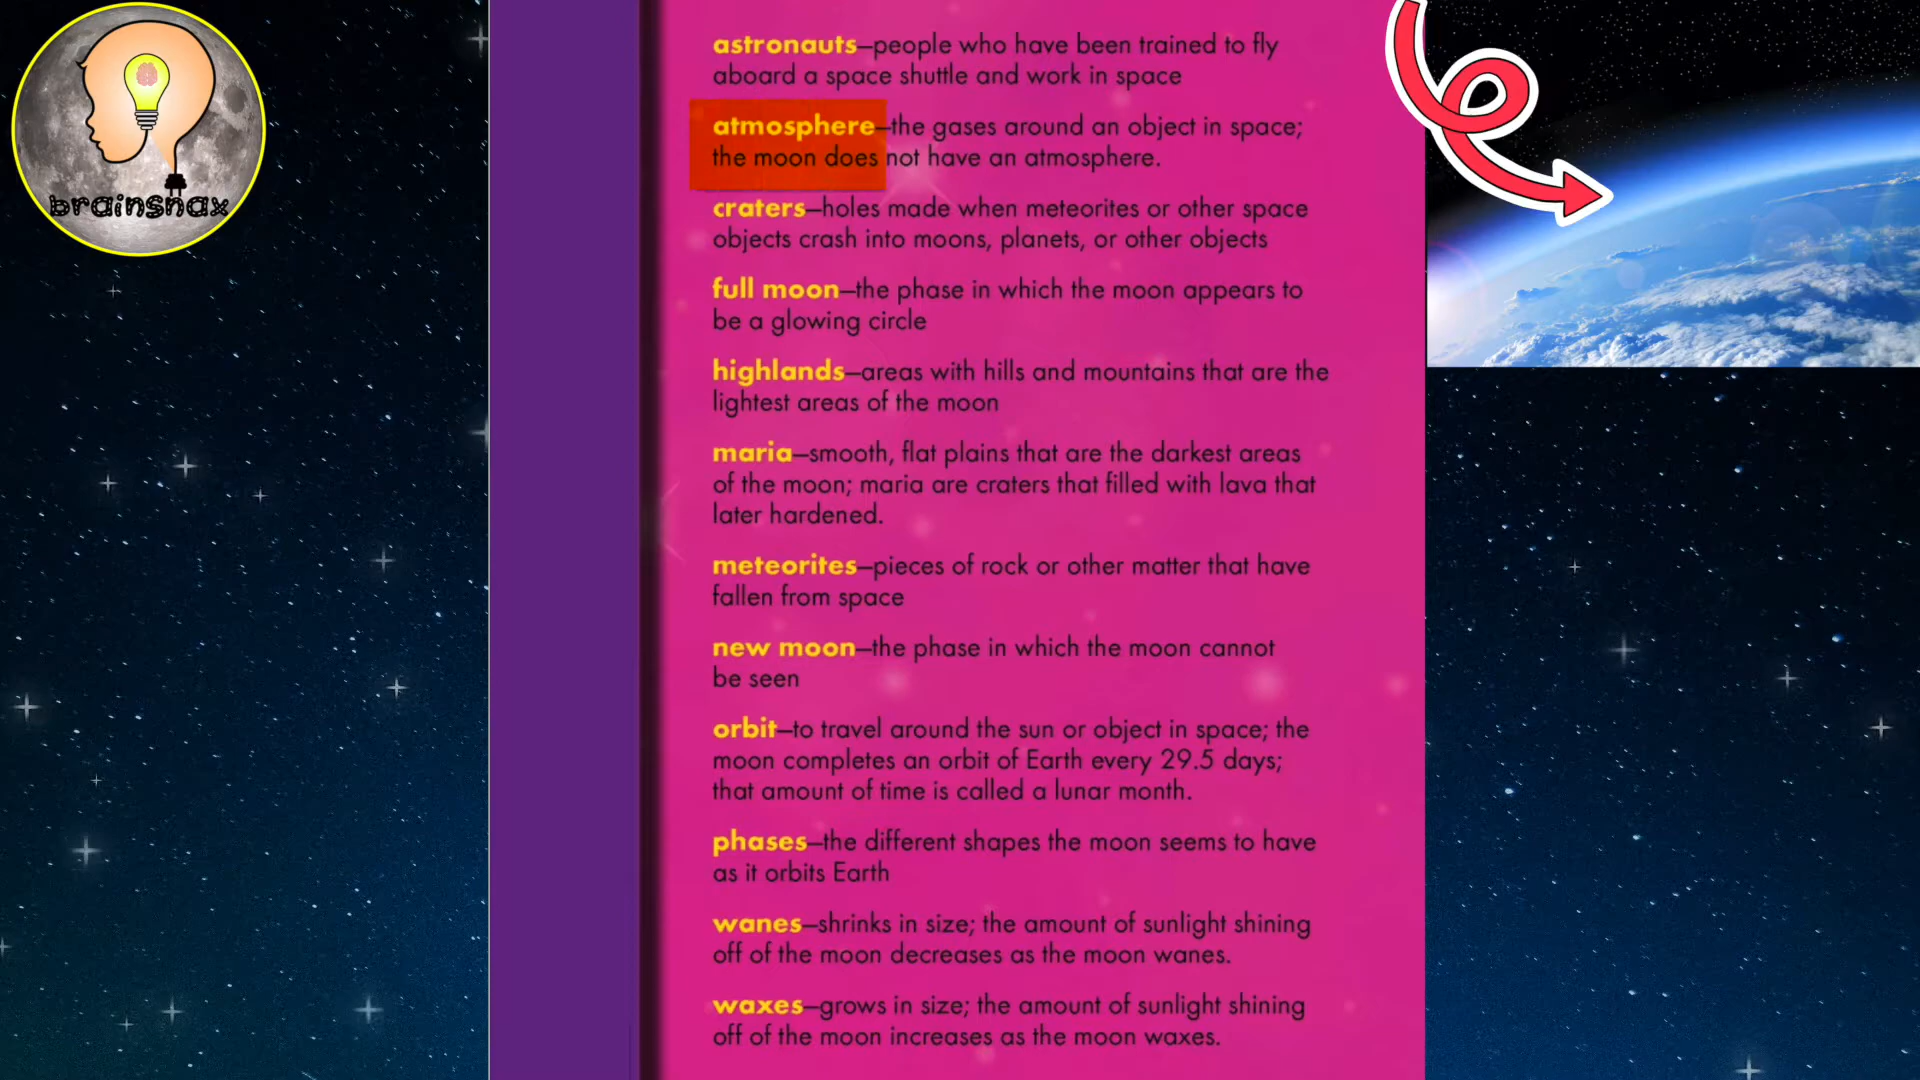 brainsnax
astronauts—people who have been trained to fly
aboard a space shuttle and work in space
atmosphere—the gases around an object in space;
the moon does not have an atmosphere.
craters—holes made when meteorites or other space
objects crash into moons, planets, or other objects
full moon—the phase in which the moon appears to
be a glowing circle
highlands—areas with hills and mountains that are the
lightest areas of the moon
maria—smooth, flat plains that are the darkest areas
of the moon; maria are craters that filled with lava that
later hardened.
meteorites—pieces of rock or other matter that have
fallen from space
new moon—the phase in which the moon cannot
be seen
orbit—to travel around the sun or object in space; the
moon completes an orbit of Earth every 29.5 days;
that amount of time is called a lunar month.
phases—the different shapes the moon seems to have
as it orbits Earth
wanes—shrinks in size; the amount of sunlight shining
off of the moon decreases as the moon wanes.
waxes—grows in size; the amount of sunlight shining
off of the moon increases as the moon waxes.